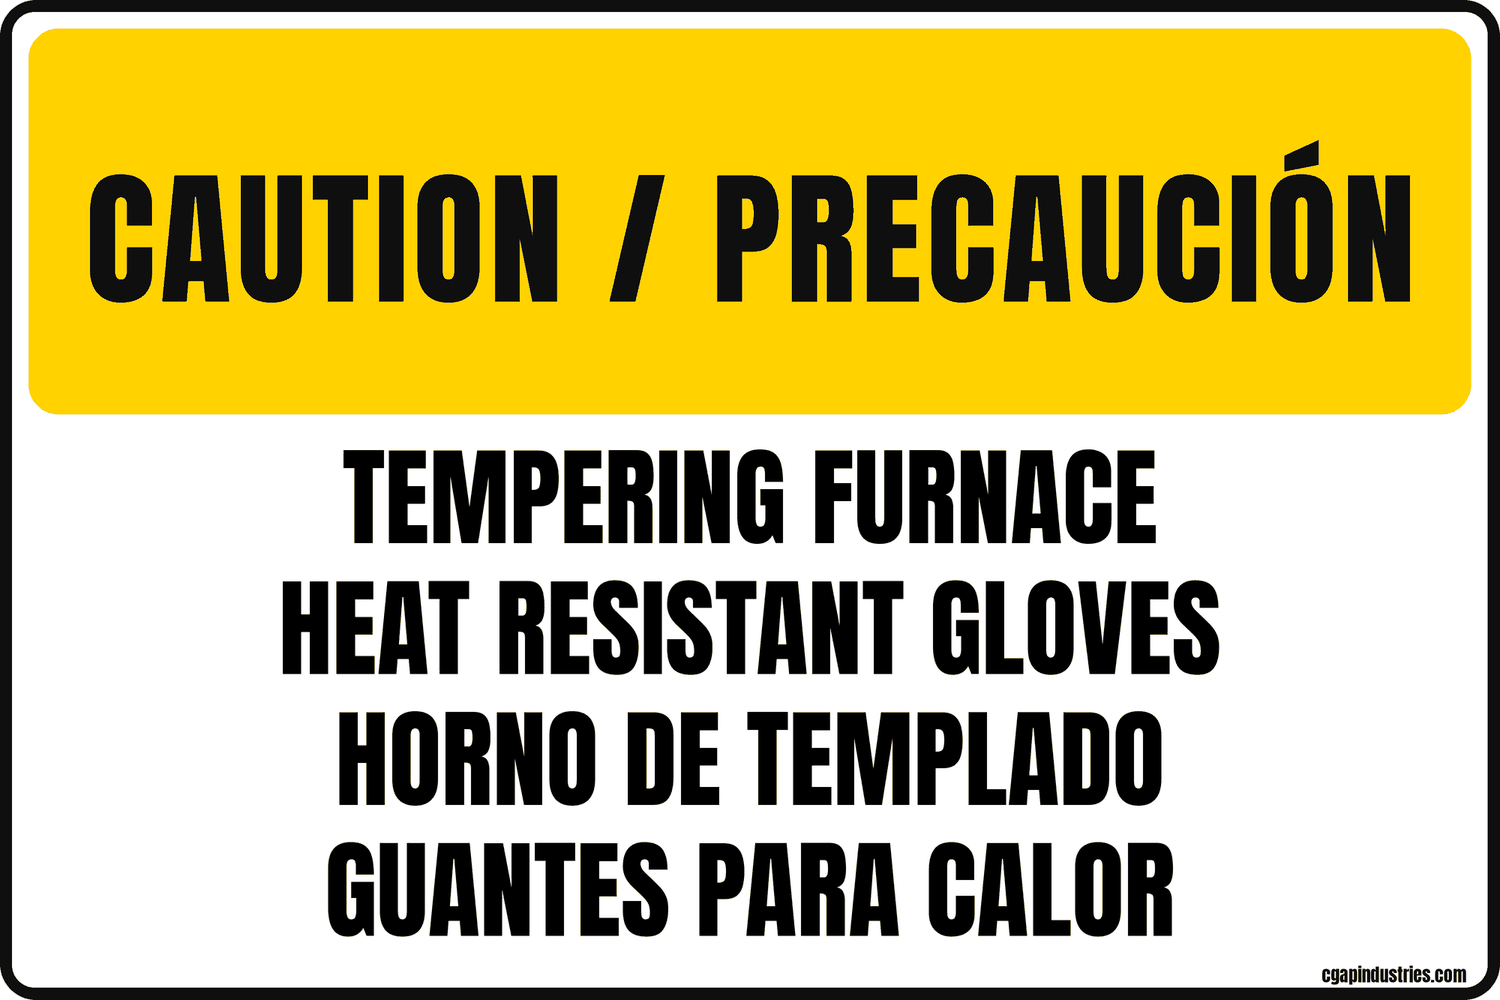 CAUTION / PRECAUCIÓN
TEMPERING FURNACE
HEAT RESISTANT GLOVES
HORNO DE TEMPLADO
GUANTES PARA CALOR
cgapindustries.com